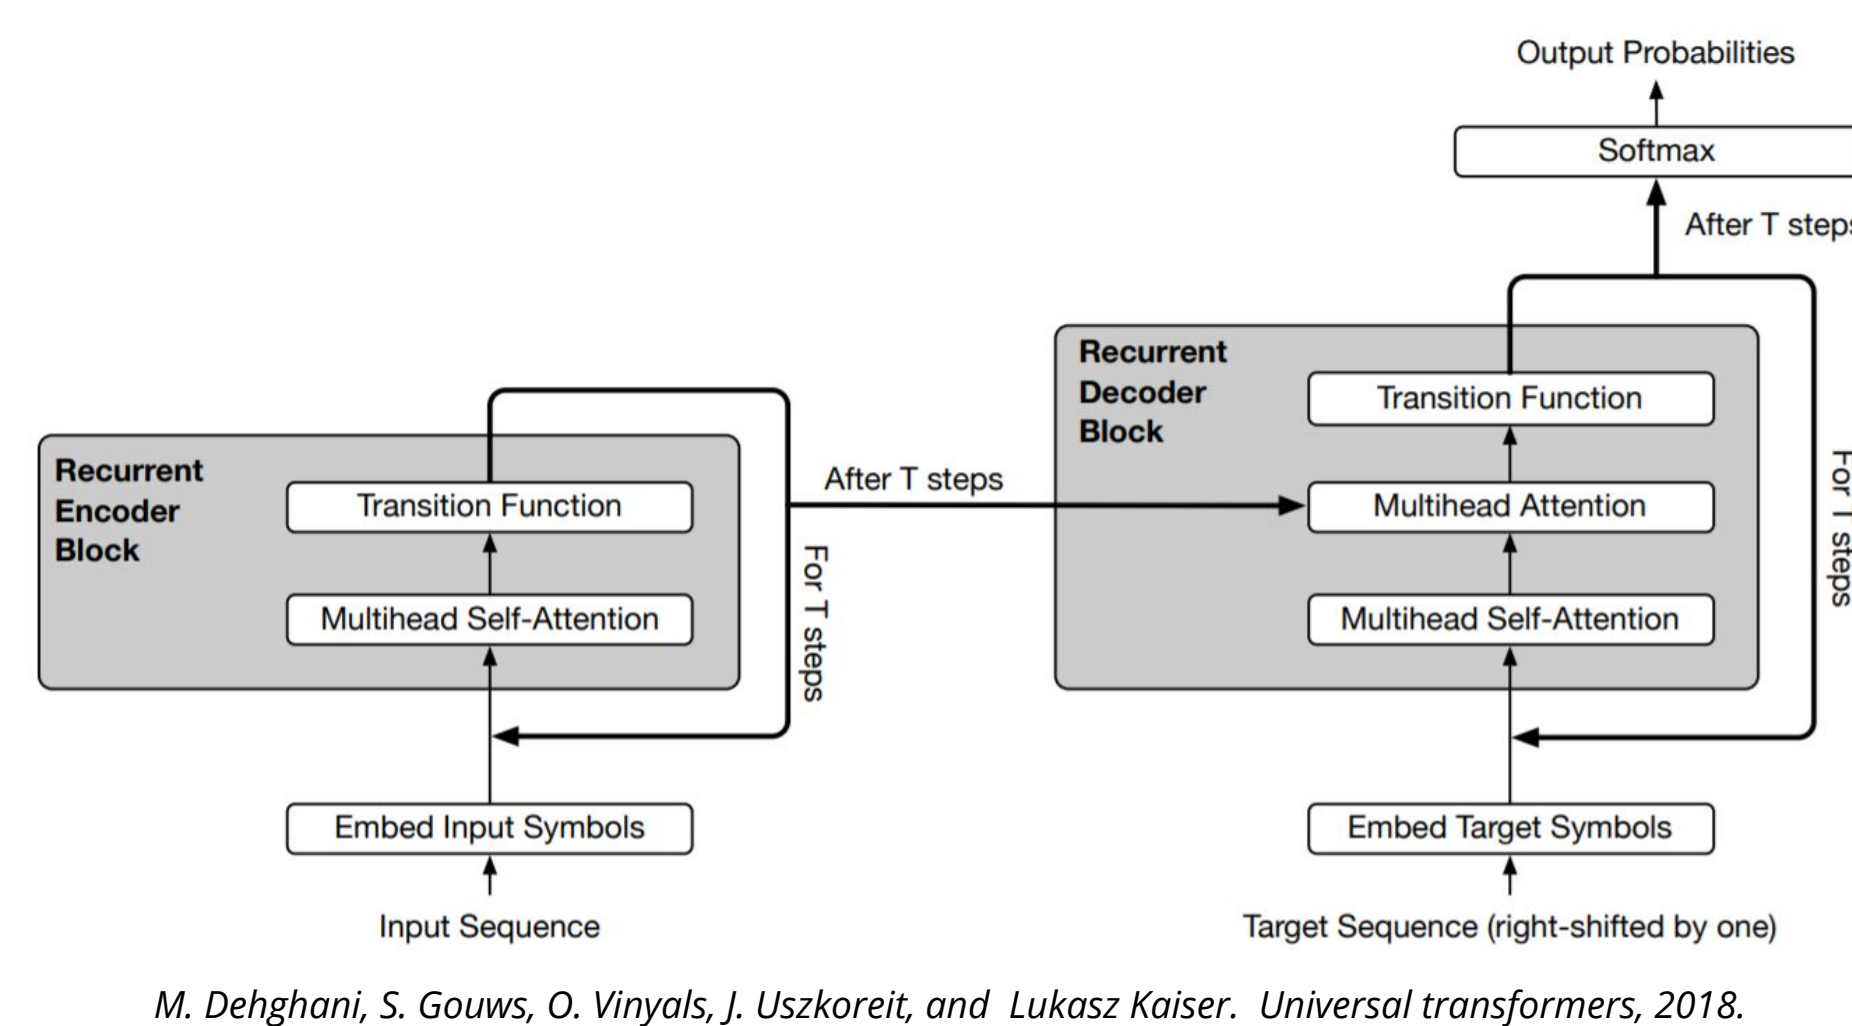 Output Probabilities
Softmax
After T steps
Recurrent
Decoder
Block
Transition Function
Multihead Attention
Multihead Self-Attention
For T steps
Embed Target Symbols
Target Sequence (right-shifted by one)
After T steps
Recurrent
Encoder
Block
Transition Function
Multihead Self-Attention
For T steps
Embed Input Symbols
Input Sequence
M. Dehghani, S. Gouws, O. Vinyals, J. Uszkoreit, and Lukasz Kaiser. Universal transformers, 2018.